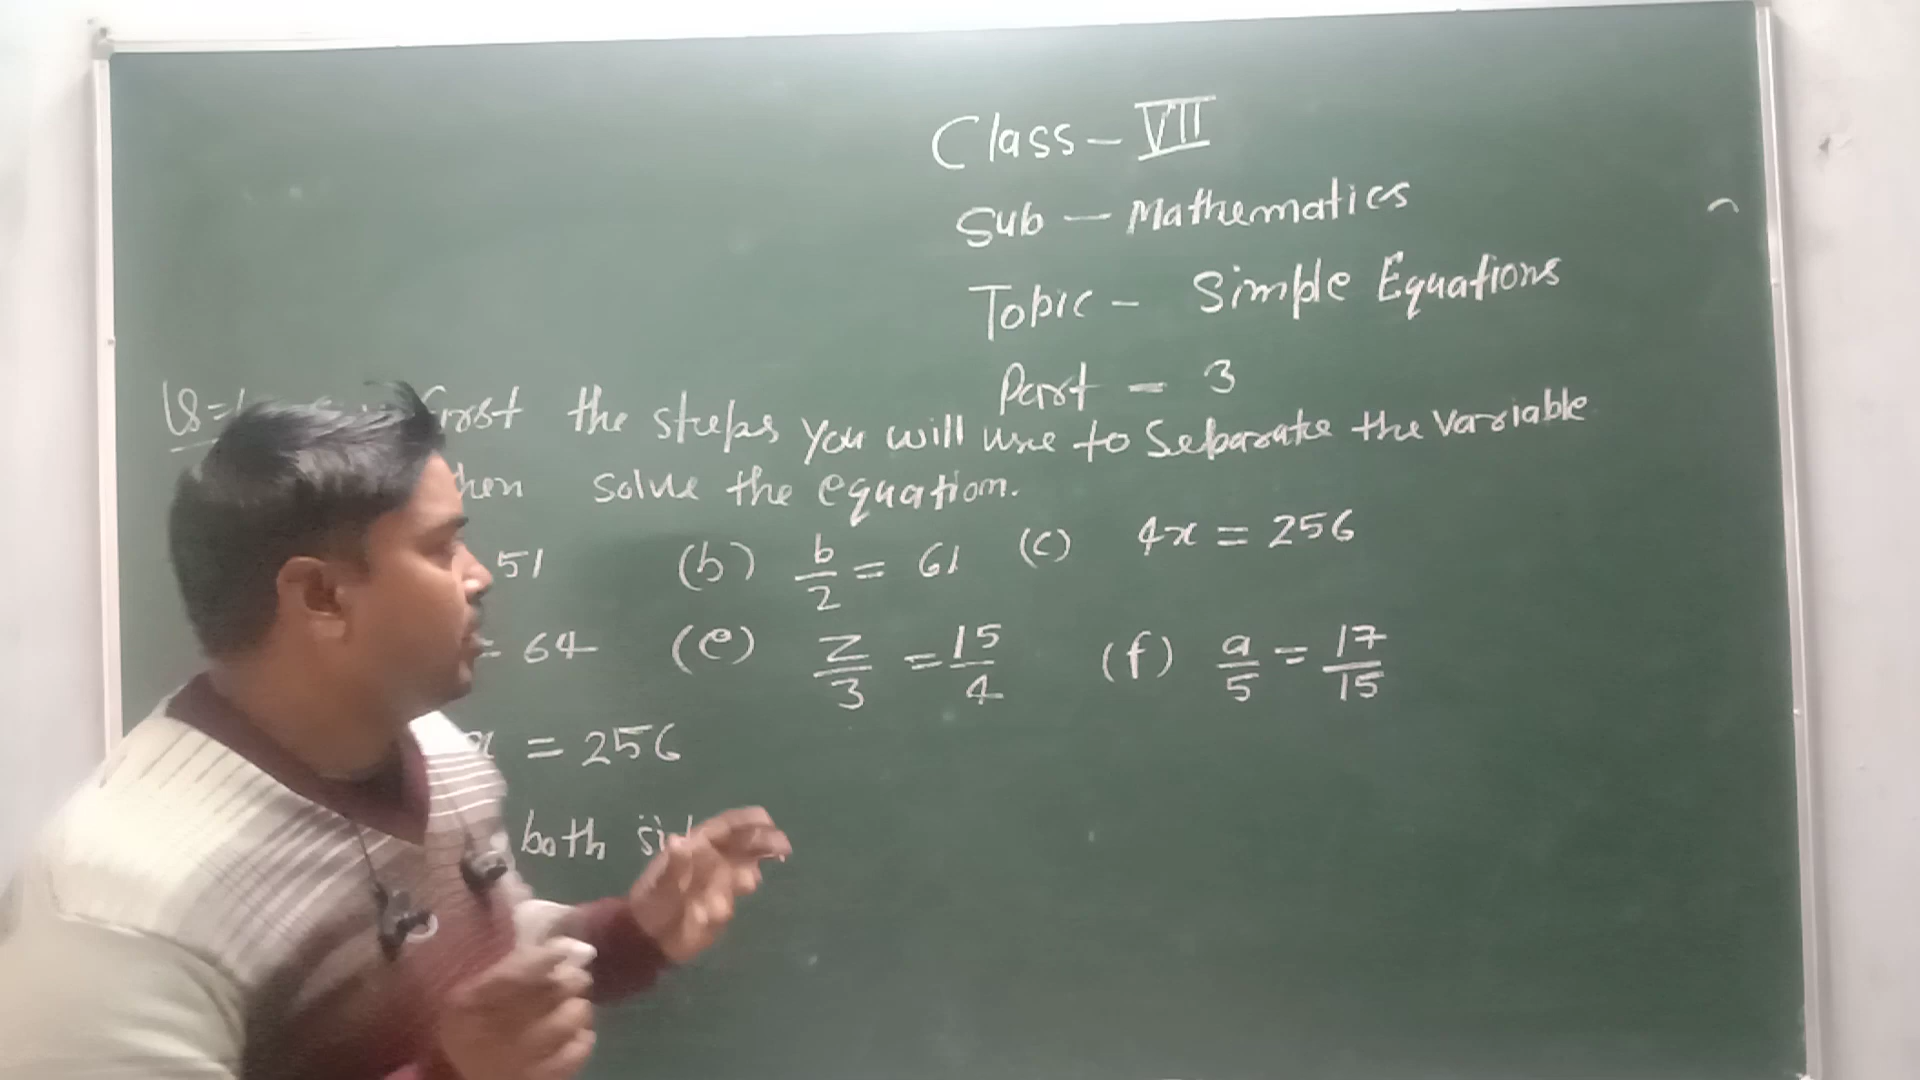 Class - VII
Sub - Mathematics
Topic - Simple Equations
Part - 3
first the steps you will use to Separate the variable
then solve the equation.
51 (b) b/2 = 61 (c) 4x = 256
= 64 (e) z/3 = 15/4 (f) a/5 = 17/15
x = 256
both